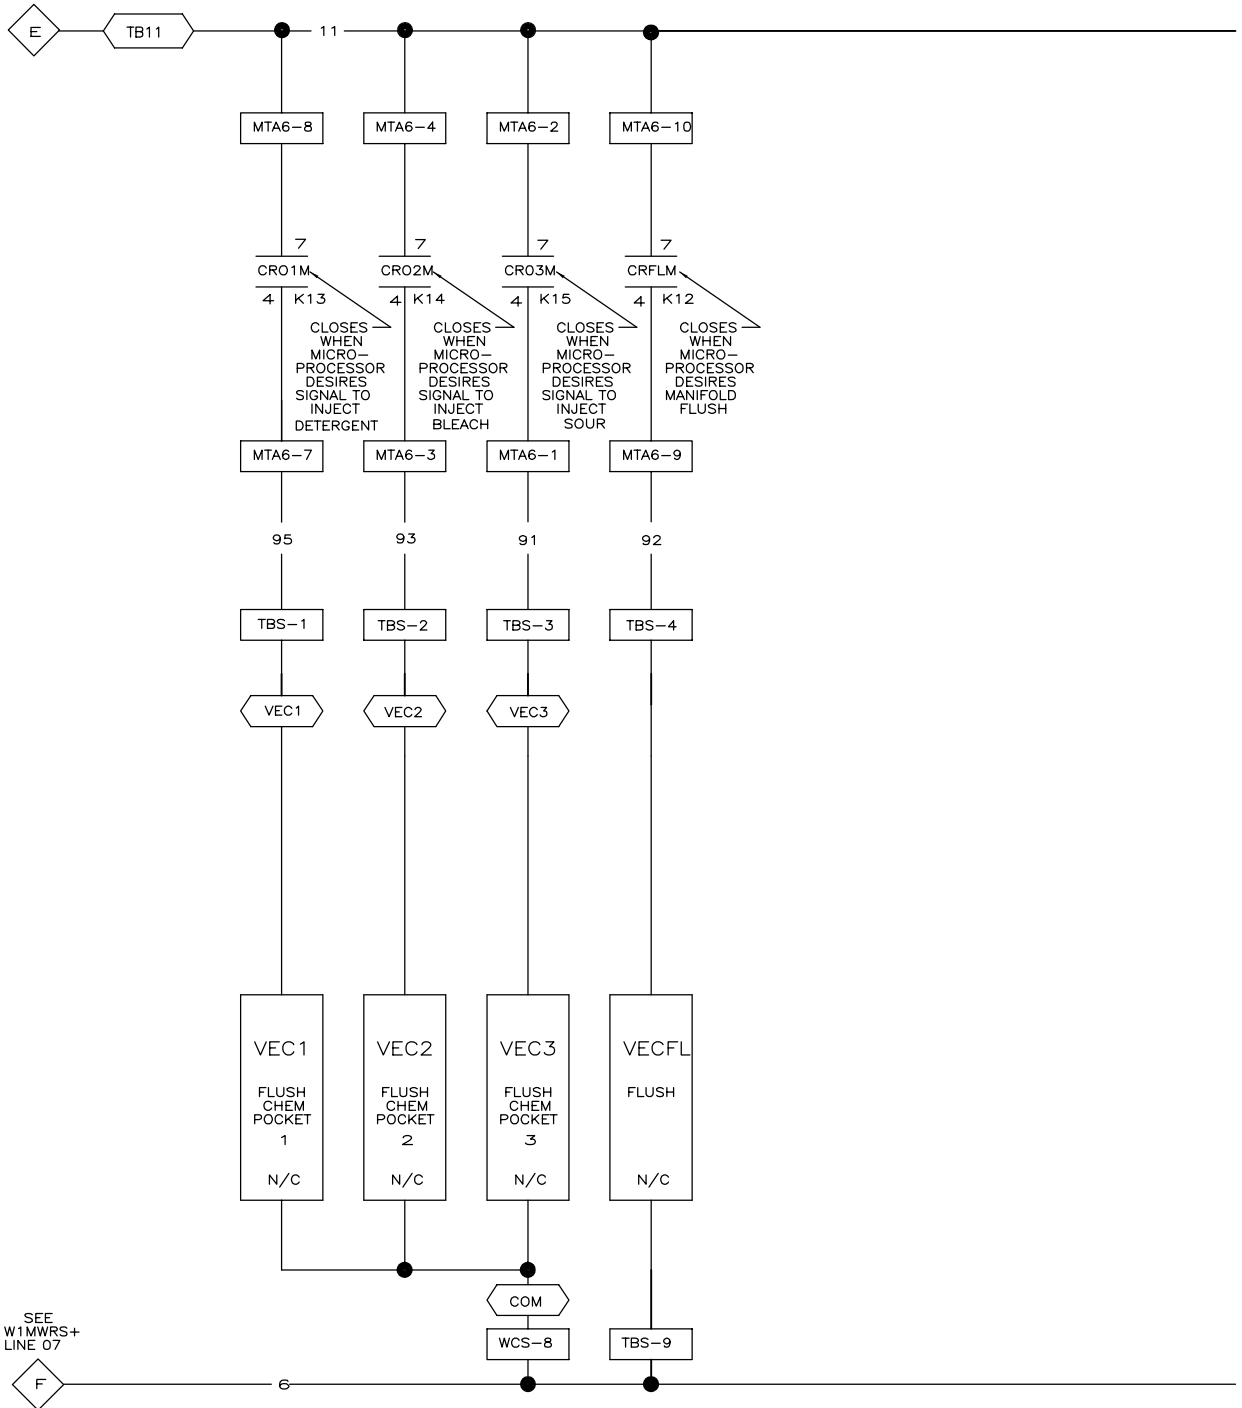 E
TB11
11
MTA6-8
MTA6-4
MTA6-2
MTA6-10
7
7
7
7
CR01M
CR02M
CR03M
CRFLM
4
K13
4
K14
4
K15
4
K12
CLOSES
WHEN
MICRO-
PROCESSOR
DESIRES
SIGNAL TO
INJECT
DETERGENT
CLOSES
WHEN
MICRO-
PROCESSOR
DESIRES
SIGNAL TO
INJECT
BLEACH
CLOSES
WHEN
MICRO-
PROCESSOR
DESIRES
SIGNAL TO
INJECT
SOUR
CLOSES
WHEN
MICRO-
PROCESSOR
DESIRES
MANIFOLD
FLUSH
MTA6-7
MTA6-3
MTA6-1
MTA6-9
95
93
91
92
TBS-1
TBS-2
TBS-3
TBS-4
VEC1
VEC2
VEC3
VEC1
FLUSH
CHEM
POCKET
1
N/C
VEC2
FLUSH
CHEM
POCKET
2
N/C
VEC3
FLUSH
CHEM
POCKET
3
N/C
VECFL
FLUSH
N/C
COM
WCS-8
TBS-9
SEE
W1MWRS+
LINE 07
F
6